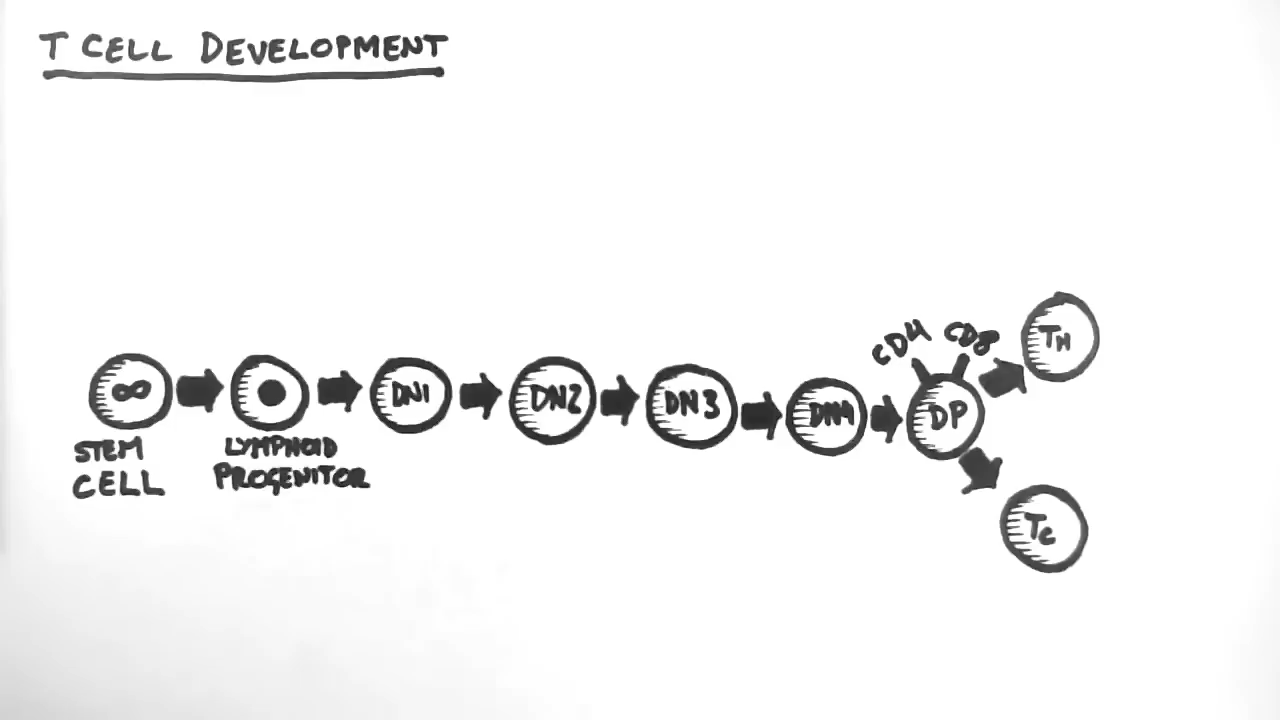 T CELL DEVELOPMENT
∞
STEM
CELL
LYMPHOID
PROGENITOR
DN1
DN2
DN3
DN4
CD4
CD8
DP
TH
TC